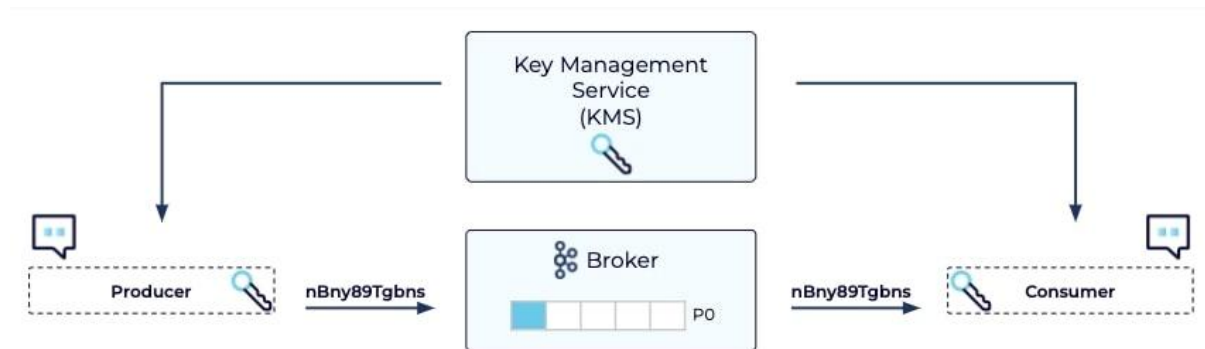 Key Management
Service
(KMS)
Broker
Producer
nBny89Tgbns
P0
nBny89Tgbns
Consumer